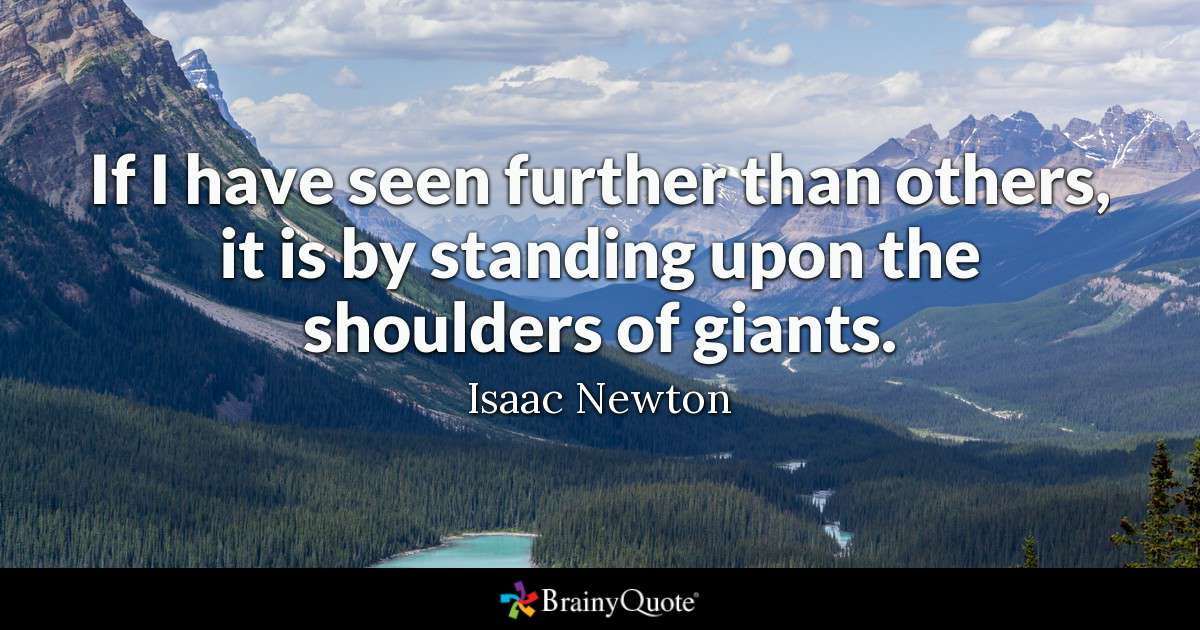 If I have seen further than others,
it is by standing upon the
shoulders of giants.
Isaac Newton
BrainyQuote®